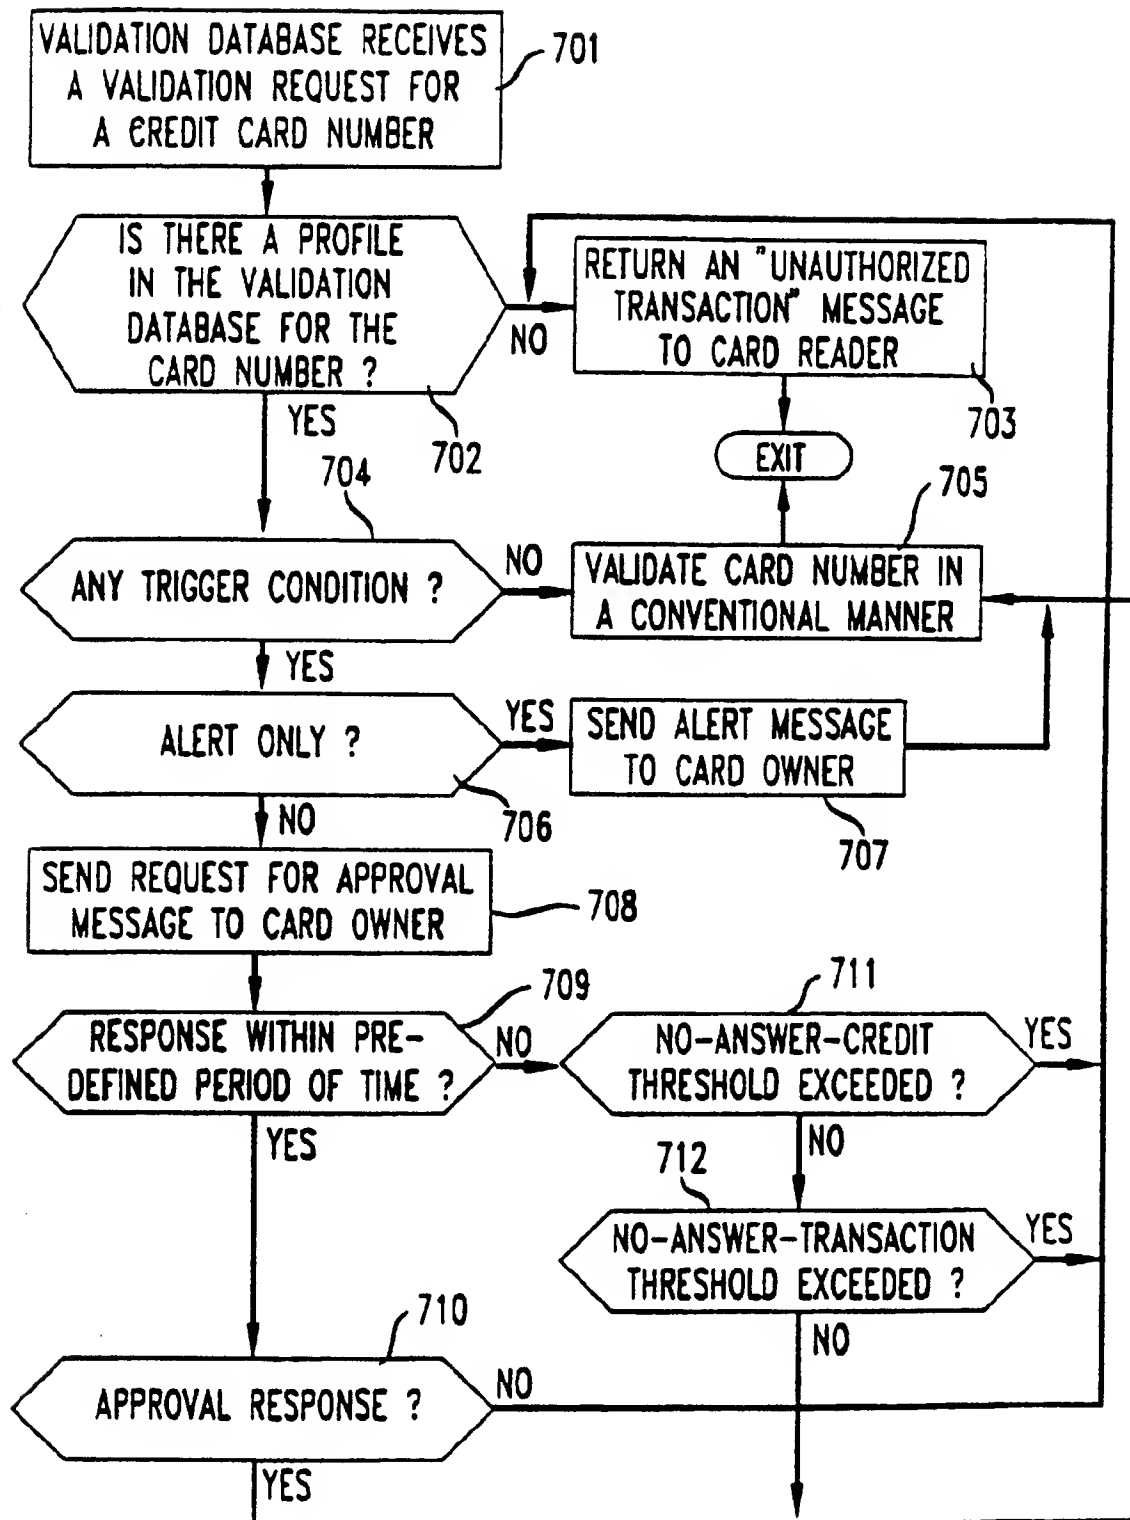 VALIDATION DATABASE RECEIVES
A VALIDATION REQUEST FOR
A CREDIT CARD NUMBER
701
IS THERE A PROFILE
IN THE VALIDATION
DATABASE FOR THE
CARD NUMBER ?
702
NO
YES
RETURN AN "UNAUTHORIZED
TRANSACTION" MESSAGE
TO CARD READER
703
EXIT
704
ANY TRIGGER CONDITION ?
NO
YES
705
VALIDATE CARD NUMBER IN
A CONVENTIONAL MANNER
ALERT ONLY ?
706
YES
NO
SEND ALERT MESSAGE
TO CARD OWNER
707
SEND REQUEST FOR APPROVAL
MESSAGE TO CARD OWNER
708
709
RESPONSE WITHIN PRE-
DEFINED PERIOD OF TIME ?
NO
YES
711
NO-ANSWER-CREDIT
THRESHOLD EXCEEDED ?
YES
NO
712
NO-ANSWER-TRANSACTION
THRESHOLD EXCEEDED ?
YES
NO
710
APPROVAL RESPONSE ?
NO
YES